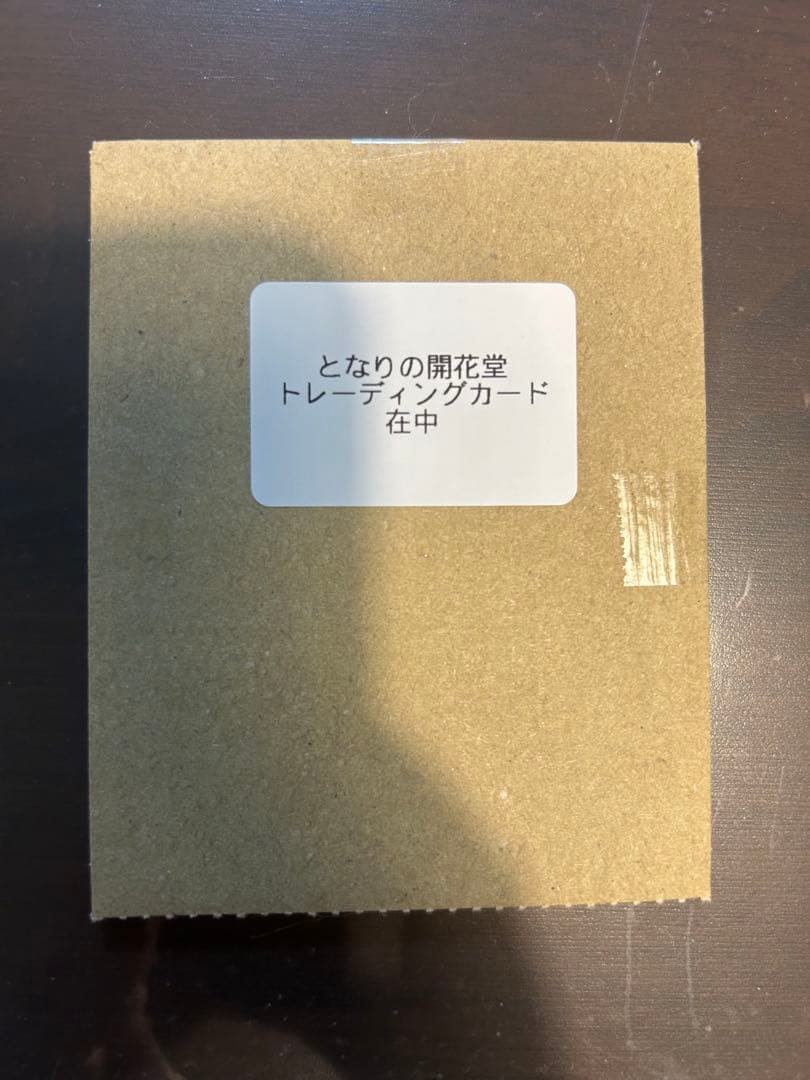 となりの開花堂
トレーディングカード
在中